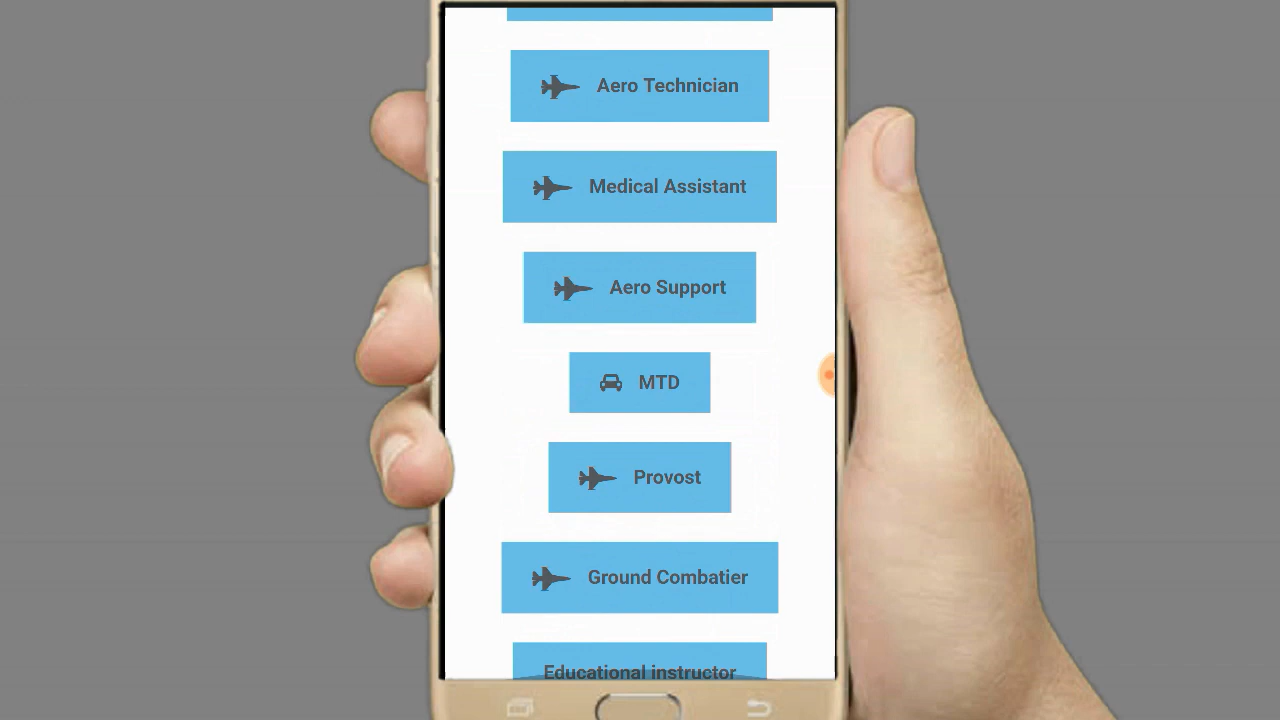 Aero Technician
Medical Assistant
Aero Support
MTD
Provost
Ground Combatier
Educational instructor